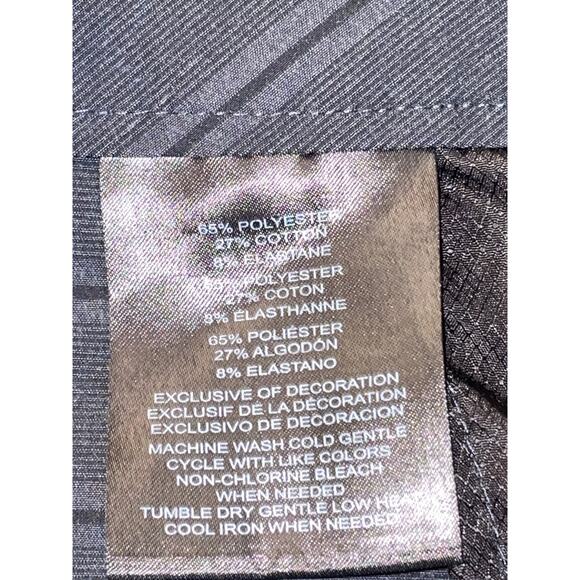 65% POLYESTER
27% COTTON
8% ELASTANE
65% POLYESTER
27% COTON
8% ÉLASTHANNE
65% POLIÉSTER
27% ALGODÓN
8% ELASTANO
EXCLUSIVE OF DECORATION
EXCLUSIF DE LA DÉCORATION
EXCLUSIVO DE DECORACION
MACHINE WASH COLD GENTLE
CYCLE WITH LIKE COLORS
NON-CHLORINE BLEACH
WHEN NEEDED
TUMBLE DRY GENTLE LOW HEAT
COOL IRON WHEN NEEDED